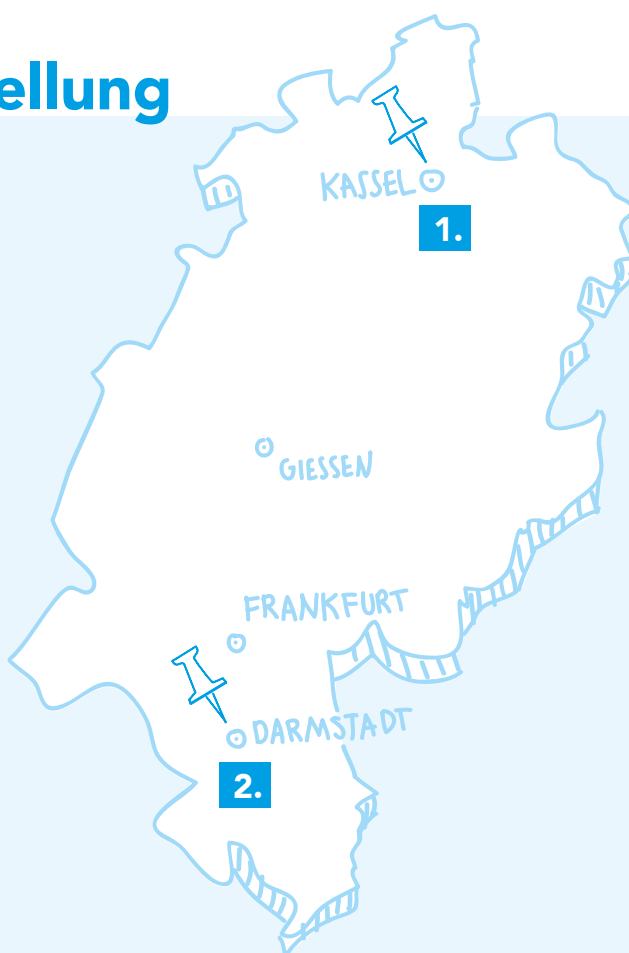 ellung
KASSEL
1.
GIESSEN
FRANKFURT
DARMSTADT
2.